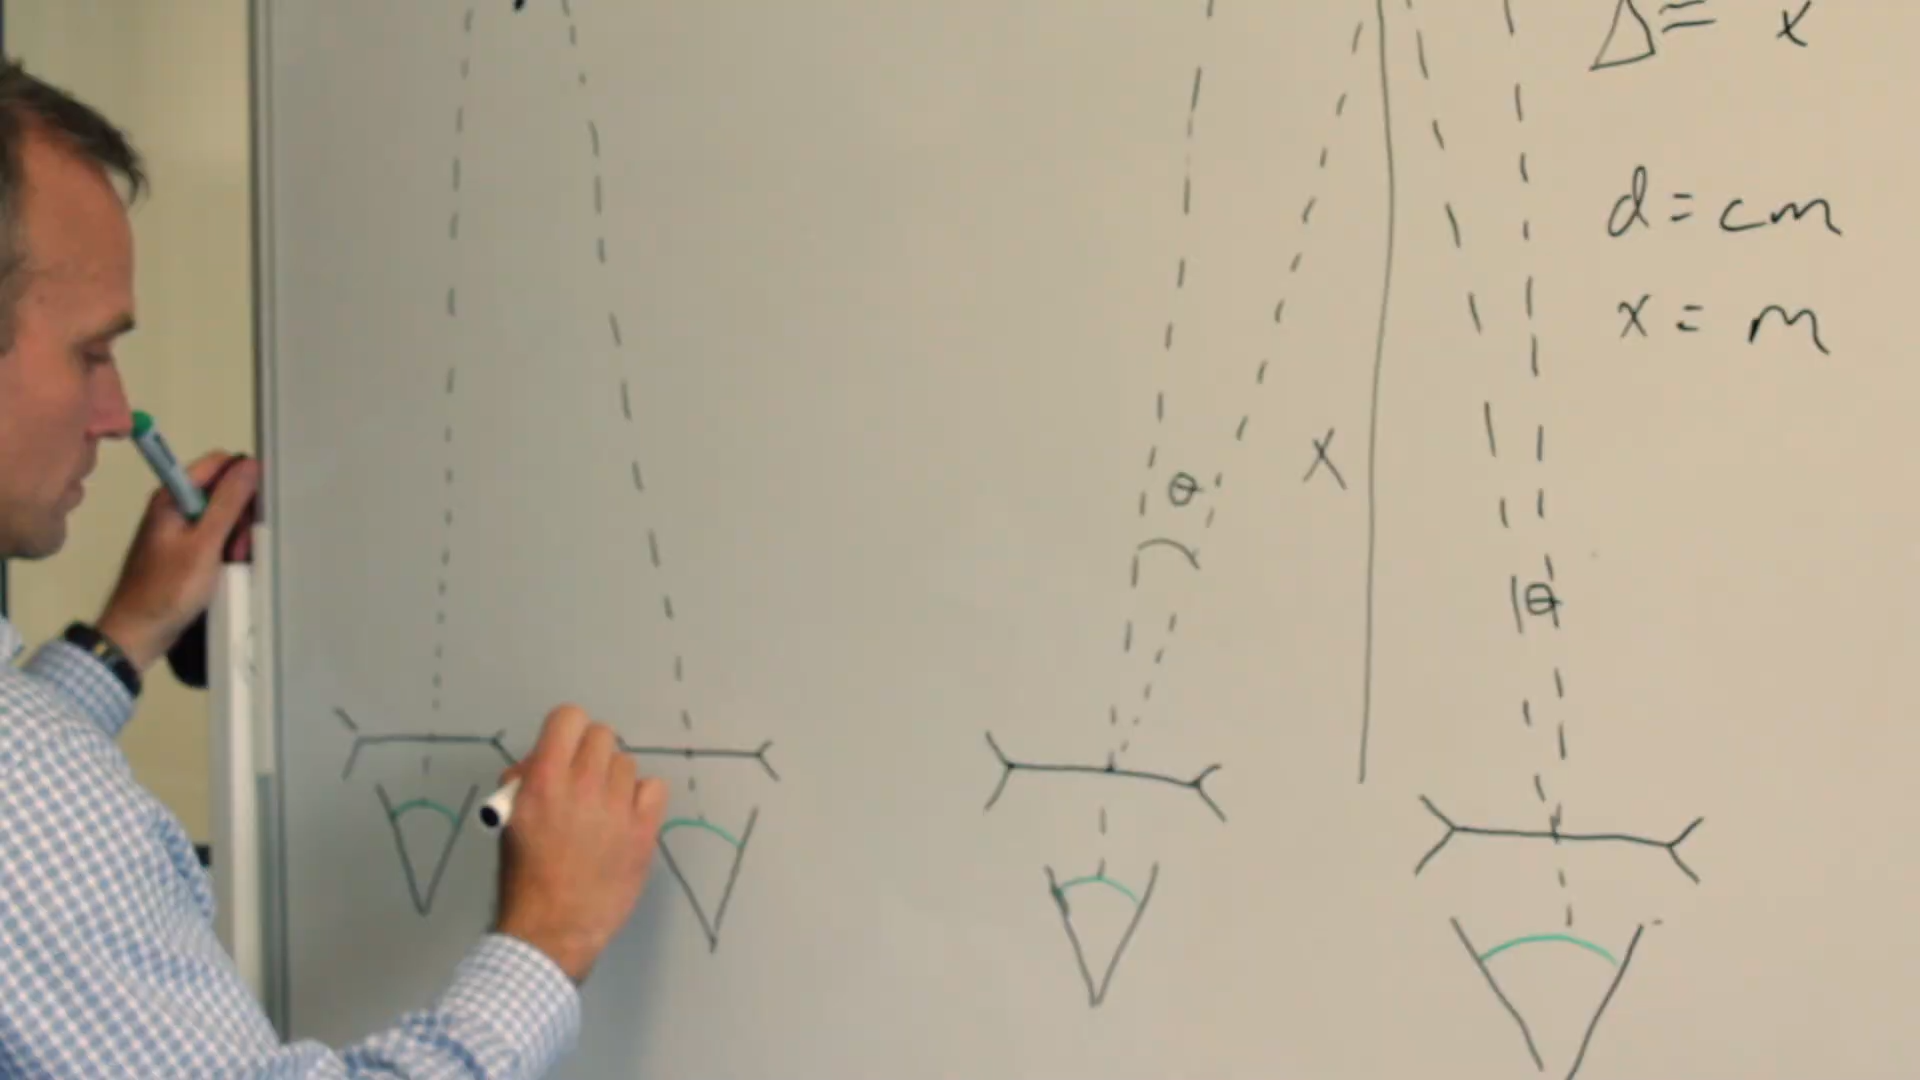 Δ = x
d = cm
x = m
X
θ
θ